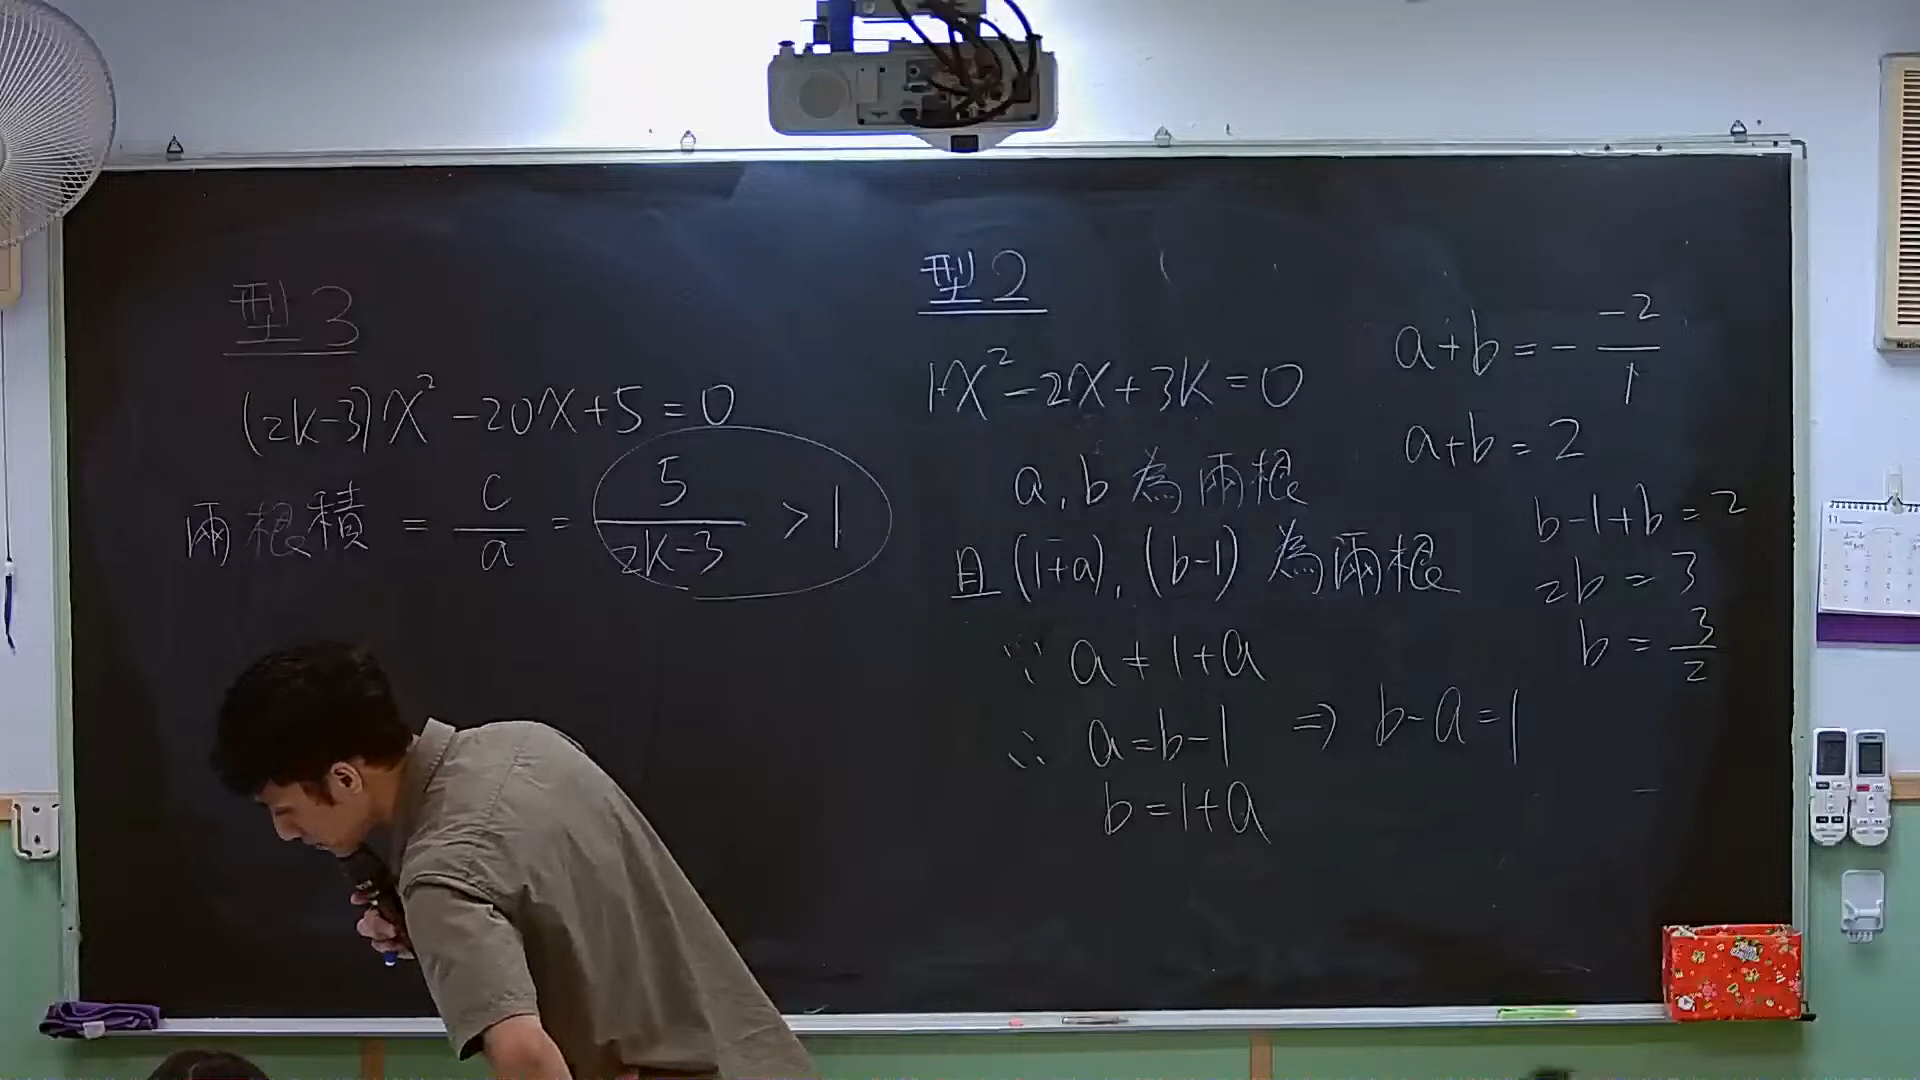 型3
(2k-3)x²-20x+5=0
兩根積 = c/a = 5/(2k-3) > 1
型2
1x²-2x+3k=0
a,b 為兩根
且 (1+a), (b-1) 為兩根
∵ a≠1+a
∴ a=b-1 ⇒ b-a=1
b=1+a
a+b=- -2/1
a+b=2
b-1+b=2
2b=3
b=3/2
11